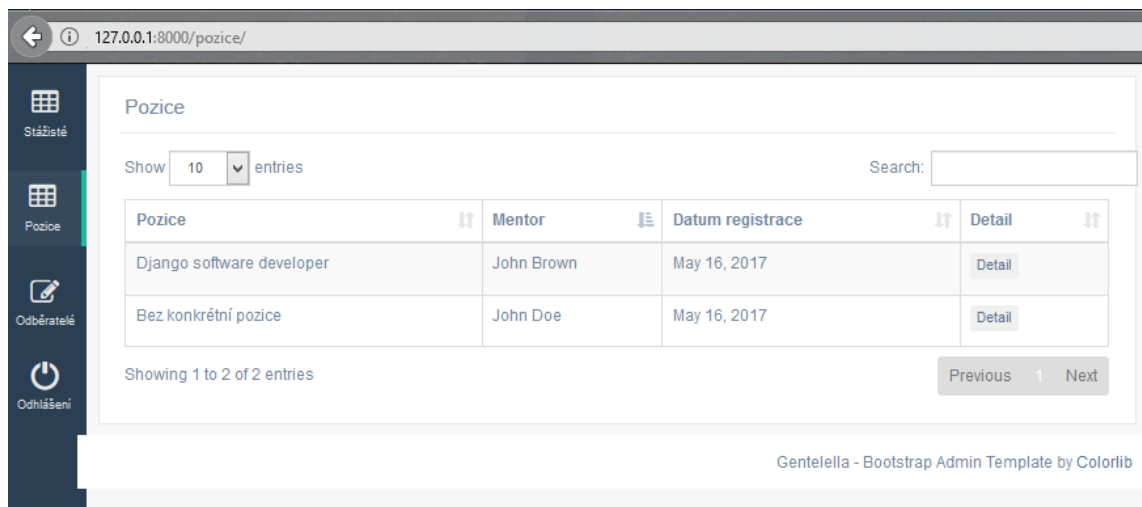 127.0.0.1:8000/pozice/
Stážisté
Pozice
Odběratelé
Odhlášení
Pozice
Show 10 entries Search:
Pozice Mentor Datum registrace Detail
Django software developer John Brown May 16, 2017 Detail
Bez konkrétní pozice John Doe May 16, 2017 Detail
Showing 1 to 2 of 2 entries Previous 1 Next
Gentelella - Bootstrap Admin Template by Colorlib